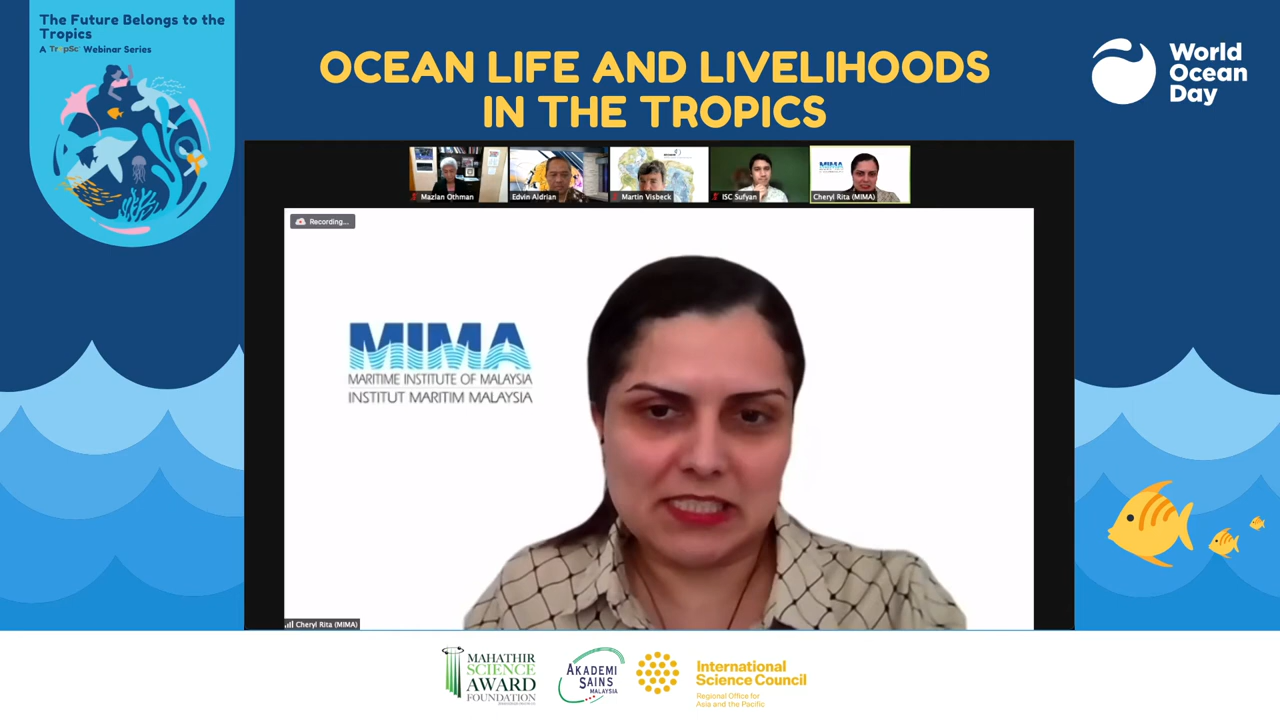 The Future Belongs to the
Tropics
A TropSc Webinar Series
OCEAN LIFE AND LIVELIHOODS
IN THE TROPICS
World
Ocean
Day
Mazlan Othman
Edvin Aldrian
Martin Visbeck
ISC Sufyan
Cheryl Rita (MIMA)
Recording...
MIMA
MARITIME INSTITUTE OF MALAYSIA
INSTITUT MARITIM MALAYSIA
Cheryl Rita (MIMA)
MAHATHIR
SCIENCE
AWARD
FOUNDATION
AKADEMI
SAINS
MALAYSIA
International
Science Council
Regional Office for
Asia and the Pacific